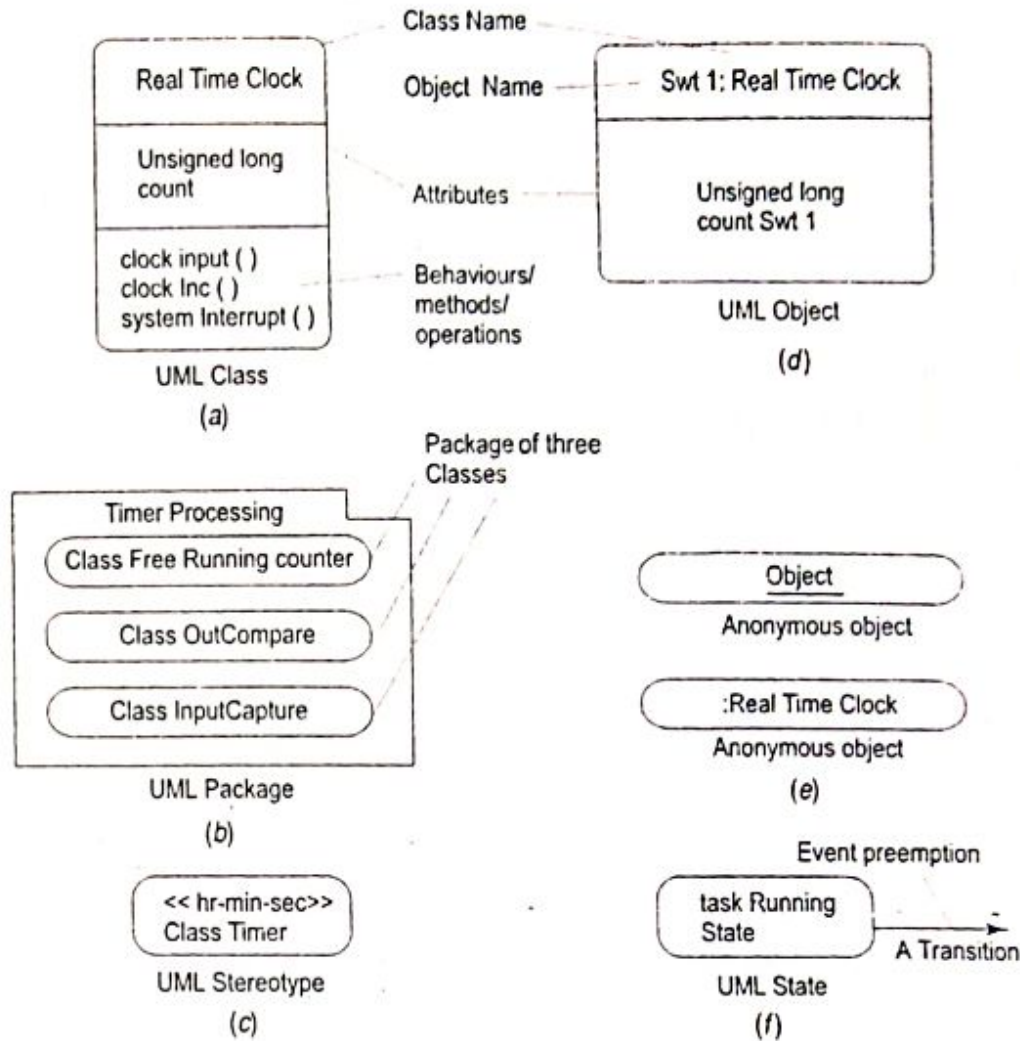 Class Name
Real Time Clock
Object Name
Swt 1: Real Time Clock
Unsigned long
count
Attributes
Unsigned long
count Swt 1
clock input ( )
clock Inc ( )
system Interrupt ( )
Behaviours/
methods/
operations
UML Class
(a)
UML Object
(d)
Package of three
Classes
Timer Processing
Class Free Running counter
Class OutCompare
Class InputCapture
UML Package
(b)
Object
Anonymous object
:Real Time Clock
Anonymous object
(e)
<< hr-min-sec>>
Class Timer
UML Stereotype
(c)
Event preemption
task Running
State
A Transition
UML State
(f)